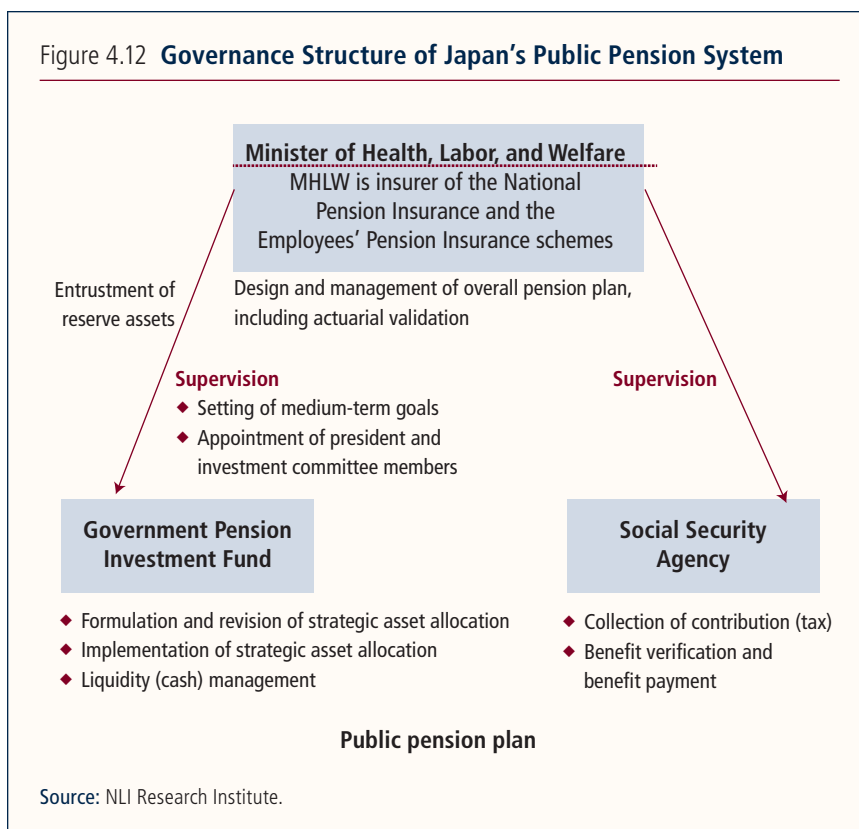 Figure 4.12 Governance Structure of Japan's Public Pension System
Minister of Health, Labor, and Welfare
MHLW is insurer of the National
Pension Insurance and the
Employees' Pension Insurance schemes
Entrustment of
reserve assets
Design and management of overall pension plan,
including actuarial validation
Supervision
◆ Setting of medium-term goals
◆ Appointment of president and
investment committee members
Supervision
Government Pension
Investment Fund
◆ Formulation and revision of strategic asset allocation
◆ Implementation of strategic asset allocation
◆ Liquidity (cash) management
Social Security
Agency
◆ Collection of contribution (tax)
◆ Benefit verification and
benefit payment
Public pension plan
Source: NLI Research Institute.